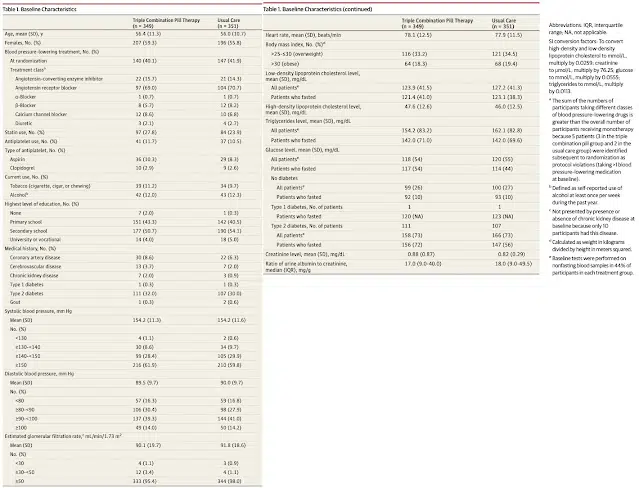 Table 1. Baseline Characteristics
Triple Combination Pill Therapy (n = 349)
Usual Care (n = 351)
Age, mean (SD), y 56.4 (11.3) 56.0 (10.7)
Females, No. (%) 207 (59.3) 196 (55.8)
Blood pressure-lowering treatment, No. (%)
At randomization 140 (40.1) 147 (41.9)
Treatment class
Angiotensin-converting enzyme inhibitor 22 (15.7) 21 (14.3)
Angiotensin receptor blocker 97 (69.0) 104 (70.7)
α-Blocker 1 (0.7) 1 (0.7)
β-Blocker 8 (5.7) 12 (8.2)
Calcium channel blocker 12 (8.6) 10 (6.8)
Diuretic 3 (2.1) 4 (2.7)
Statin use, No. (%) 97 (27.8) 84 (23.9)
Antiplatelet use, No. (%) 41 (11.7) 37 (10.5)
Type of antiplatelet, No. (%)
Aspirin 36 (10.3) 29 (8.3)
Clopidogrel 10 (2.9) 9 (2.6)
Current use, No. (%)
Tobacco (cigarette, cigar, or chewing) 39 (11.2) 34 (9.7)
Alcohol 42 (12.0) 43 (12.3)
Highest level of education, No. (%)
None 7 (2.0) 1 (0.3)
Primary school 151 (43.3) 142 (40.5)
Secondary school 177 (50.7) 190 (54.1)
University or vocational 14 (4.0) 18 (5.0)
Medical history, No. (%)
Coronary artery disease 30 (8.6) 22 (6.3)
Cerebrovascular disease 13 (3.7) 7 (2.0)
Chronic kidney disease 7 (2.0) 3 (0.9)
Type 1 diabetes 1 (0.3) 1 (0.3)
Type 2 diabetes 111 (32.0) 107 (30.0)
Gout 1 (0.3) 2 (0.6)
Systolic blood pressure, mm Hg
Mean (SD) 154.2 (11.3) 154.2 (11.6)
No. (%)
<130 4 (1.1) 2 (0.6)
≥130-<140 30 (8.6) 34 (9.7)
≥140-<150 99 (28.4) 105 (29.9)
≥150 216 (61.9) 210 (59.8)
Diastolic blood pressure, mm Hg
Mean (SD) 89.5 (9.7) 90.0 (9.7)
No. (%)
<80 57 (16.3) 59 (16.8)
≥80-<90 106 (30.4) 98 (27.9)
≥90-<100 137 (39.3) 144 (41.0)
≥100 49 (14.0) 50 (14.2)
Estimated glomerular filtration rate,c mL/min/1.73 m2
Mean (SD) 90.1 (19.7) 91.8 (18.6)
No. (%)
<30 4 (1.1) 3 (0.9)
≥30-<50 12 (3.4) 4 (1.1)
≥50 333 (95.4) 344 (98.0)
Table 1. Baseline Characteristics (continued)
Triple Combination Pill Therapy (n = 349)
Usual Care (n = 351)
Heart rate, mean (SD), beats/min 78.1 (12.5) 77.9 (11.5)
Body mass index, No. (%)d
>25-≤30 (overweight) 116 (33.2) 121 (34.5)
>30 (obese) 64 (18.3) 68 (19.4)
Low-density lipoprotein cholesterol level, mean (SD), mg/dL
All patientse 123.9 (41.5) 127.2 (41.3)
Patients who fasted 121.4 (41.0) 123.1 (38.3)
High-density lipoprotein cholesterol level, mean (SD), mg/dL 47.6 (12.6) 46.0 (12.5)
Triglycerides level, mean (SD), mg/dL
All patientse 154.2 (83.2) 162.1 (82.8)
Patients who fasted 142.0 (71.0) 142.0 (69.6)
Glucose level, mean (SD), mg/dL
All patientse 118 (54) 120 (55)
Patients who fasted 117 (54) 114 (44)
No diabetes
All patientse 99 (26) 100 (27)
Patients who fasted 92 (10) 93 (10)
Type 1 diabetes, No. of patients 1 1
Patients who fasted 120 (NA) 123 (NA)
Type 2 diabetes, No. of patients 111 107
All patientse 158 (73) 166 (73)
Patients who fasted 156 (72) 147 (56)
Creatinine level, mean (SD), mg/dL 0.88 (0.87) 0.82 (0.29)
Ratio of urine albumin to creatinine, median (IQR), mg/g 17.0 (9.0-40.0) 18.0 (9.0-49.5)
Abbreviations: IQR, interquartile
range; NA, not applicable.
SI conversion factors: To convert
high-density and low-density
lipoprotein cholesterol to mmol/L,
multiply by 0.0259; creatinine
to μmol/L, multiply by 76.25; glucose
to mmol/L, multiply by 0.0555;
triglycerides to mmol/L, multiply
by 0.0113.
a The sum of the numbers of
participants taking different classes
of blood pressure-lowering drugs is
greater than the overall number of
participants receiving monotherapy
because 5 patients (3 in the triple
combination pill group and 2 in the
usual care group) were identified
subsequent to randomization as
protocol violations (taking >1 blood
pressure-lowering medication
at baseline).
b Defined as self-reported use of
alcohol at least once per week
during the past year.
c Not presented by presence or
absence of chronic kidney disease at
baseline because only 10
participants had this disease.
d Calculated as weight in kilograms
divided by height in meters squared.
e Baseline tests were performed on
nonfasting blood samples in 44% of
participants in each treatment group.